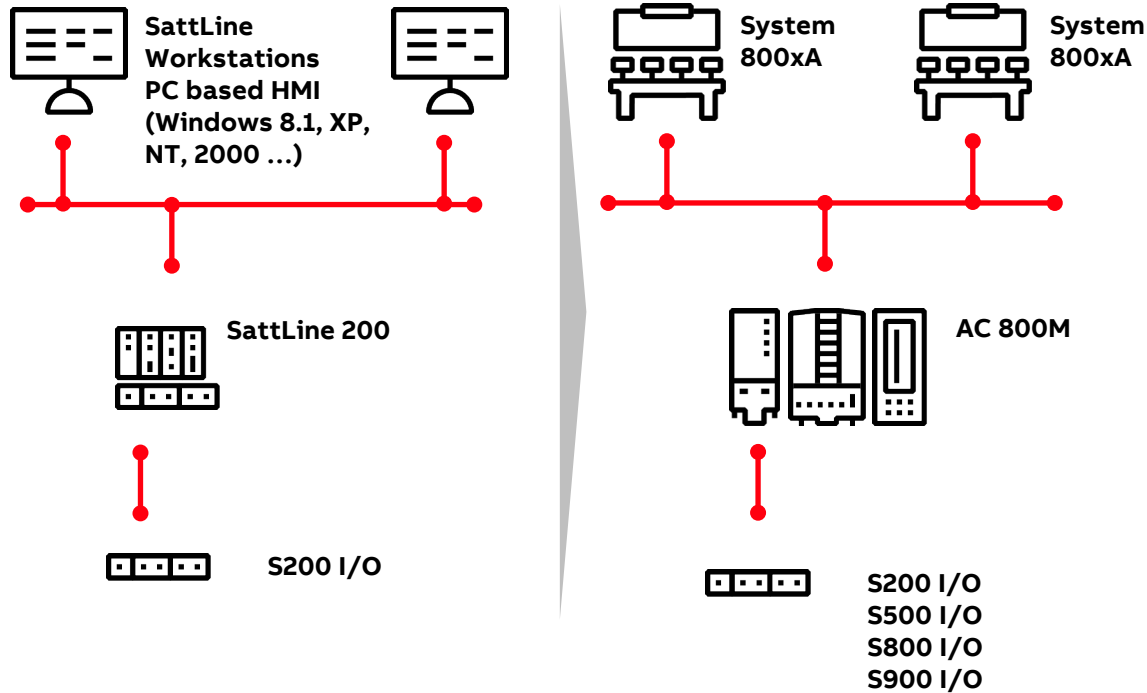 SattLine
Workstations
PC based HMI
(Windows 8.1, XP,
NT, 2000 ...)
SattLine 200
S200 I/O
System
800xA
System
800xA
AC 800M
S200 I/O
S500 I/O
S800 I/O
S900 I/O